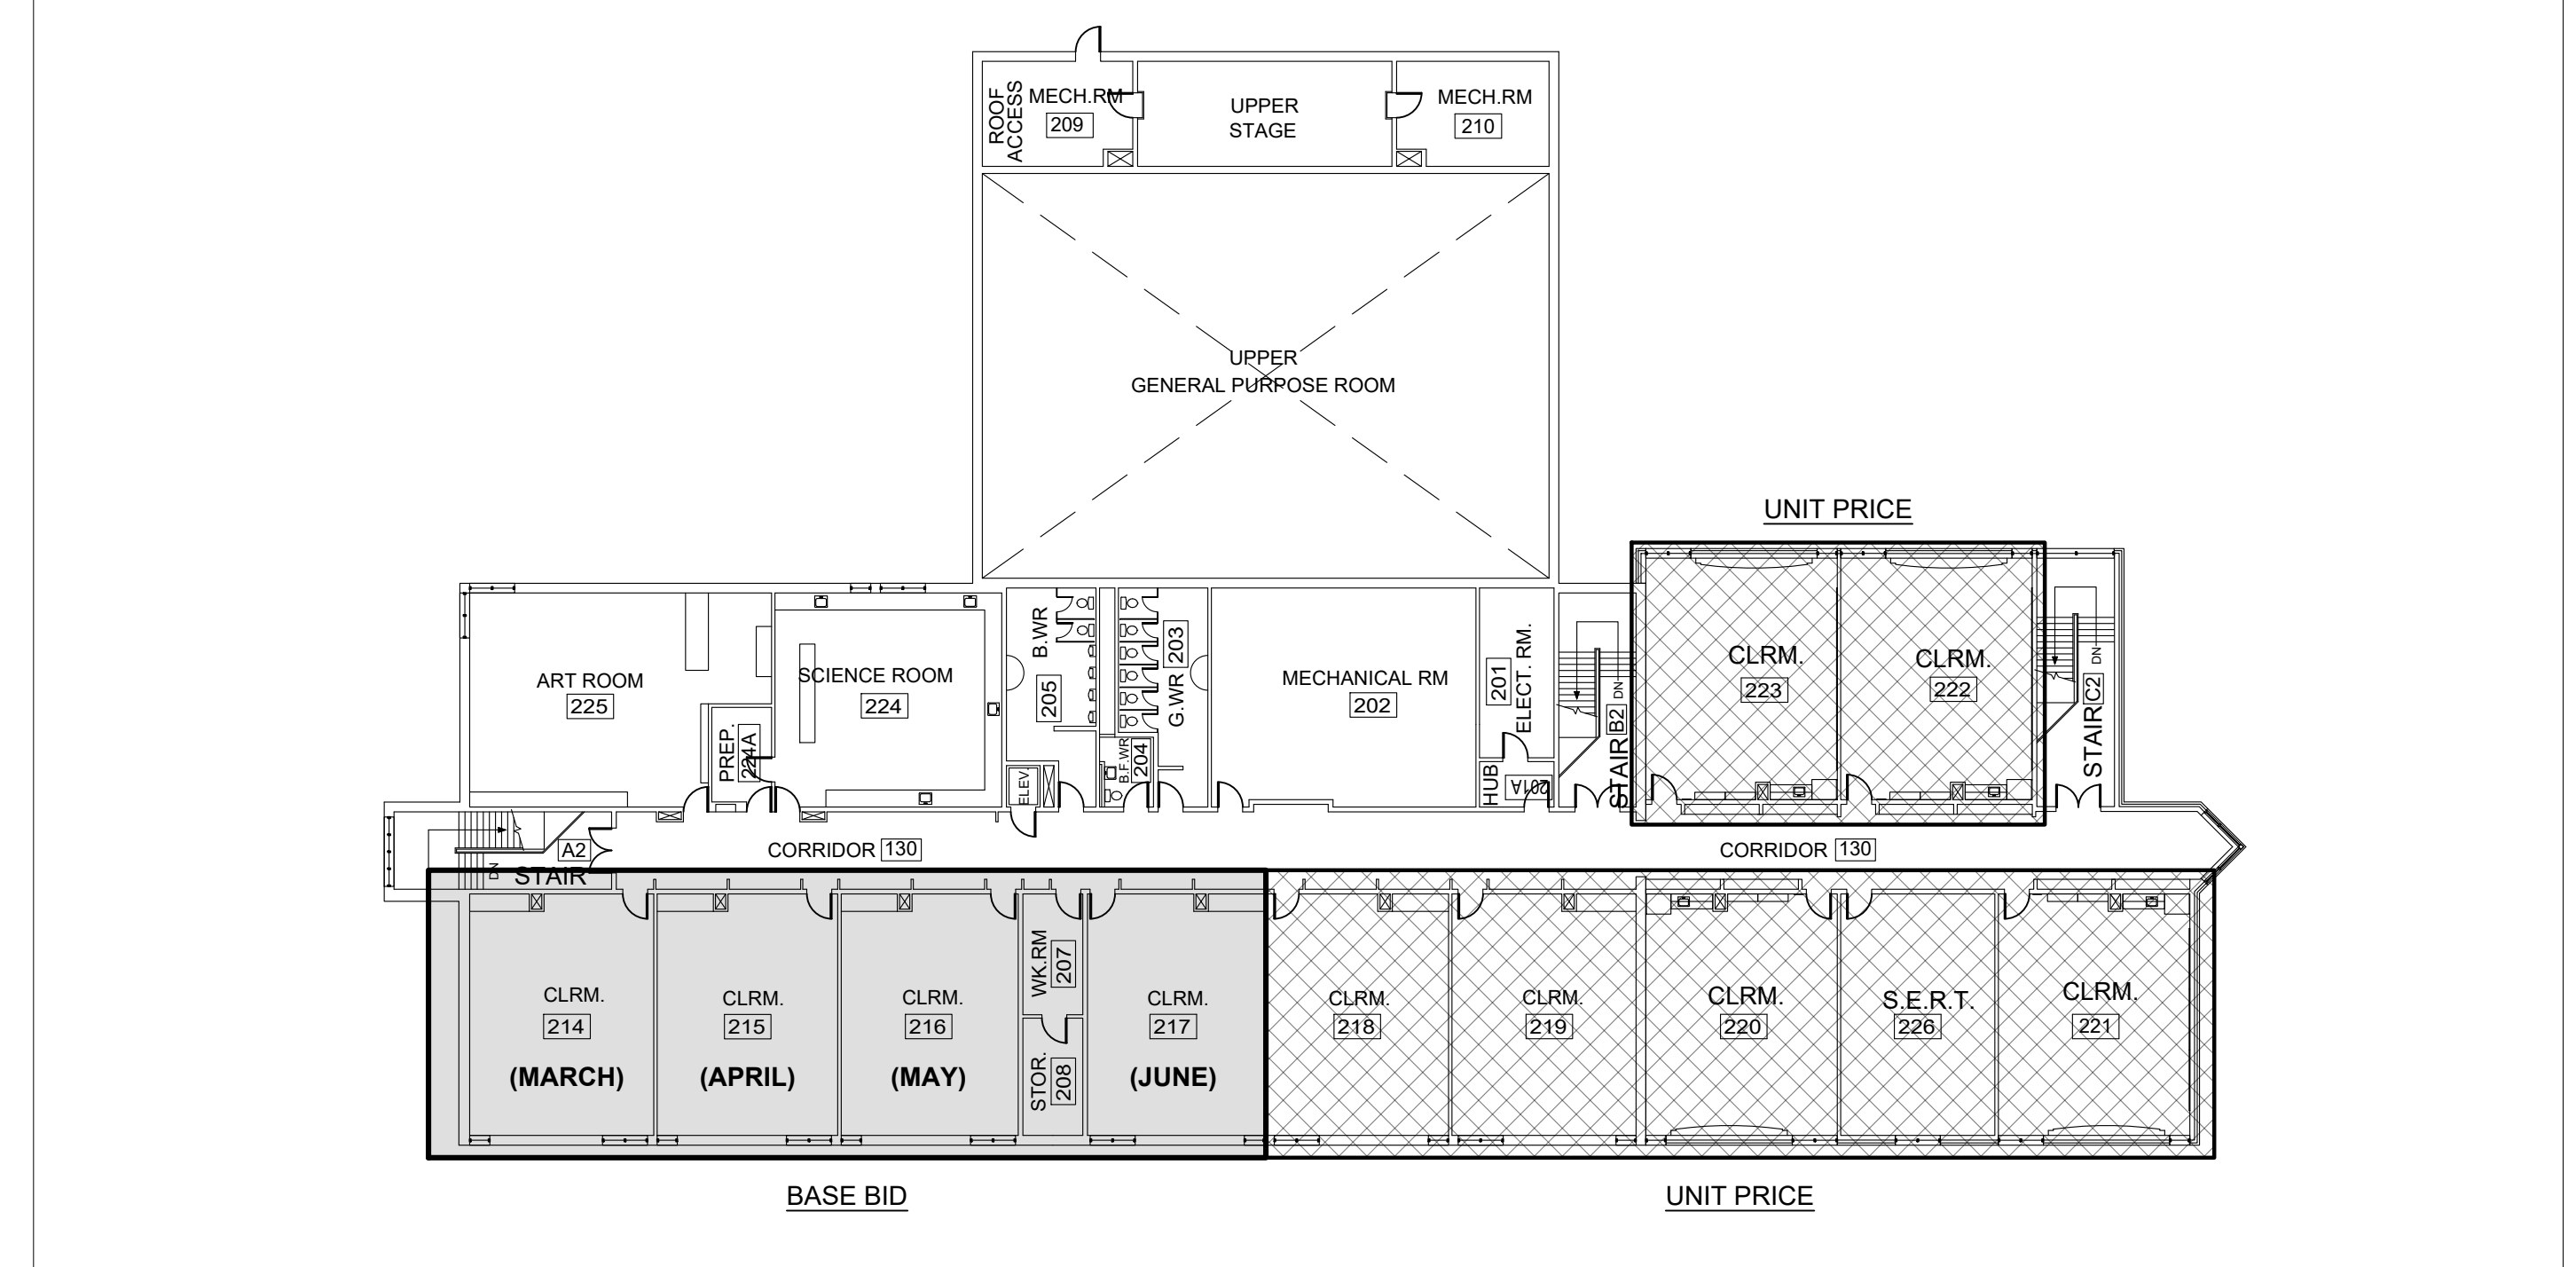 ROOF
ACCESS
MECH.RM
209
UPPER
STAGE
MECH.RM
210
UPPER
GENERAL PURPOSE ROOM
UNIT PRICE
ART ROOM
225
PREP.
224A
SCIENCE ROOM
224
ELEV.
B.WR
205
B.F.WR
204
G.WR
203
MECHANICAL RM
202
201
ELECT. RM.
HUB
201A
STAIR
B2
DN
CLRM.
223
CLRM.
222
STAIR
C2
DN
A2
STAIR
DN
CORRIDOR 130
CORRIDOR 130
CLRM.
214
(MARCH)
CLRM.
215
(APRIL)
CLRM.
216
(MAY)
WK.RM
207
STOR.
208
CLRM.
217
(JUNE)
CLRM.
218
CLRM.
219
CLRM.
220
S.E.R.T.
226
CLRM.
221
BASE BID
UNIT PRICE